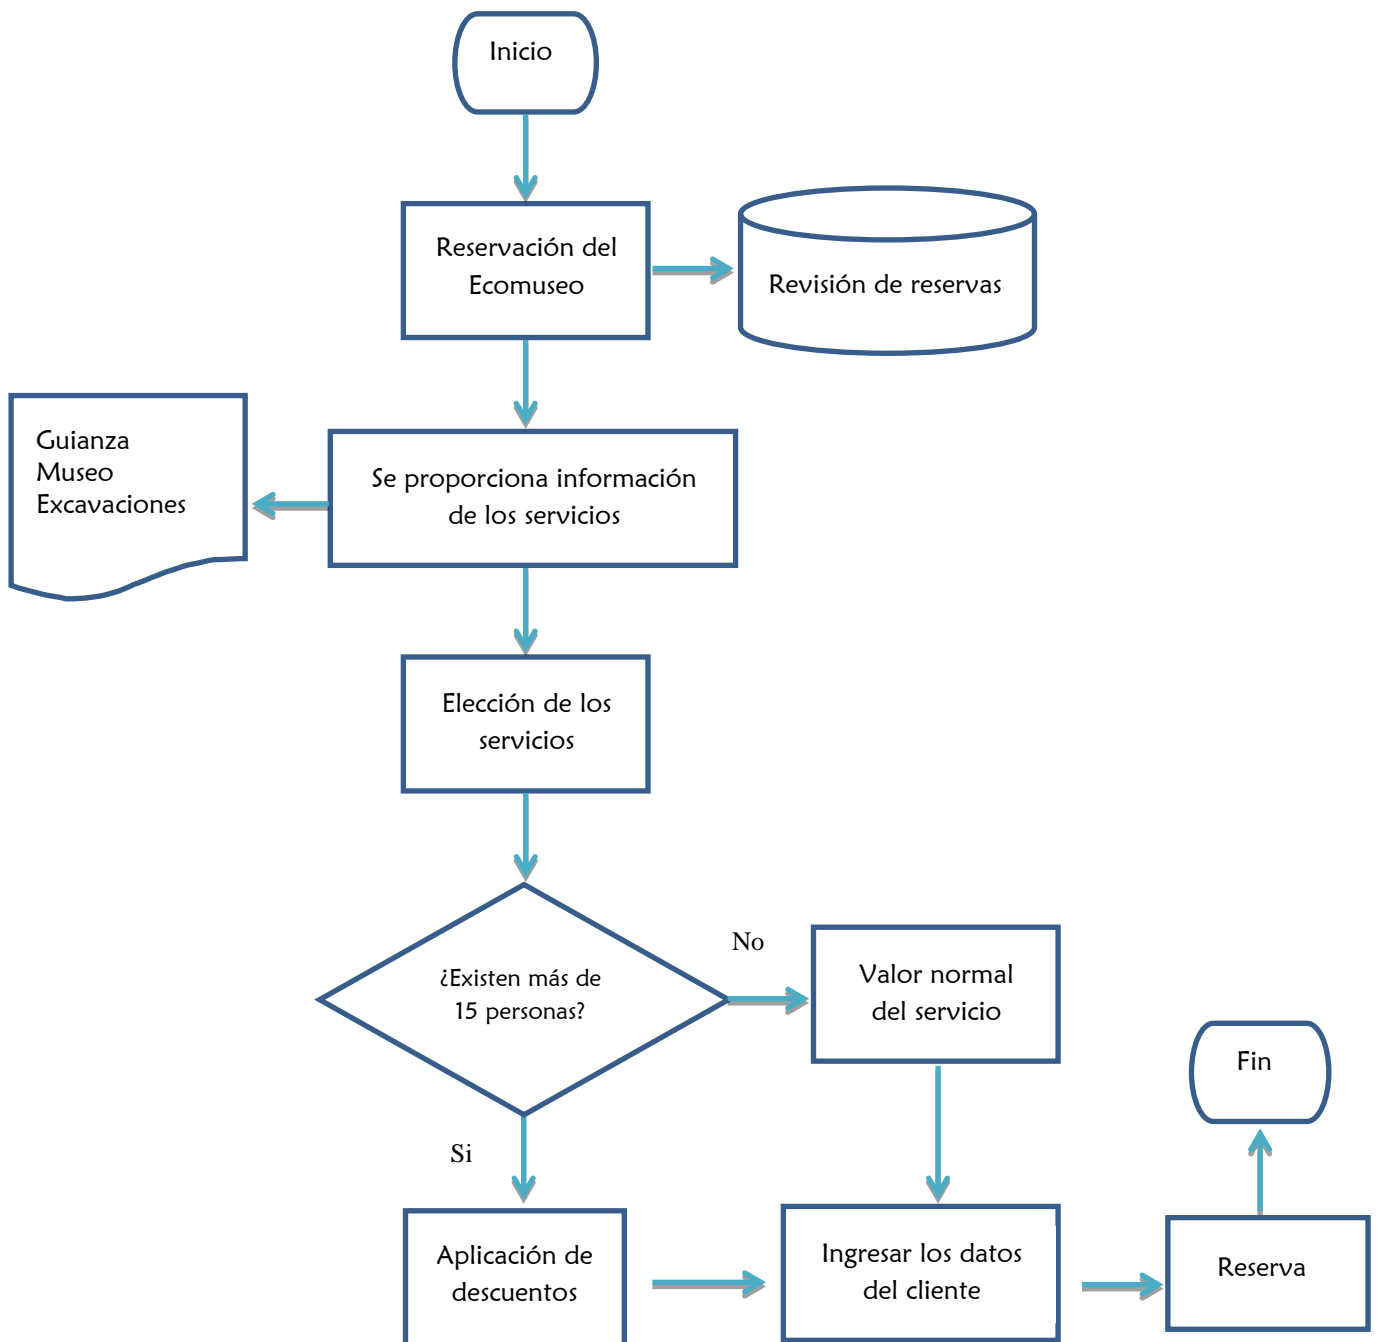 Inicio
Reservación del
Ecomuseo
Revisión de reservas
Guianza
Museo
Excavaciones
Se proporciona información
de los servicios
Elección de los
servicios
¿Existen más de
15 personas?
No
Valor normal
del servicio
Fin
Si
Aplicación de
descuentos
Ingresar los datos
del cliente
Reserva